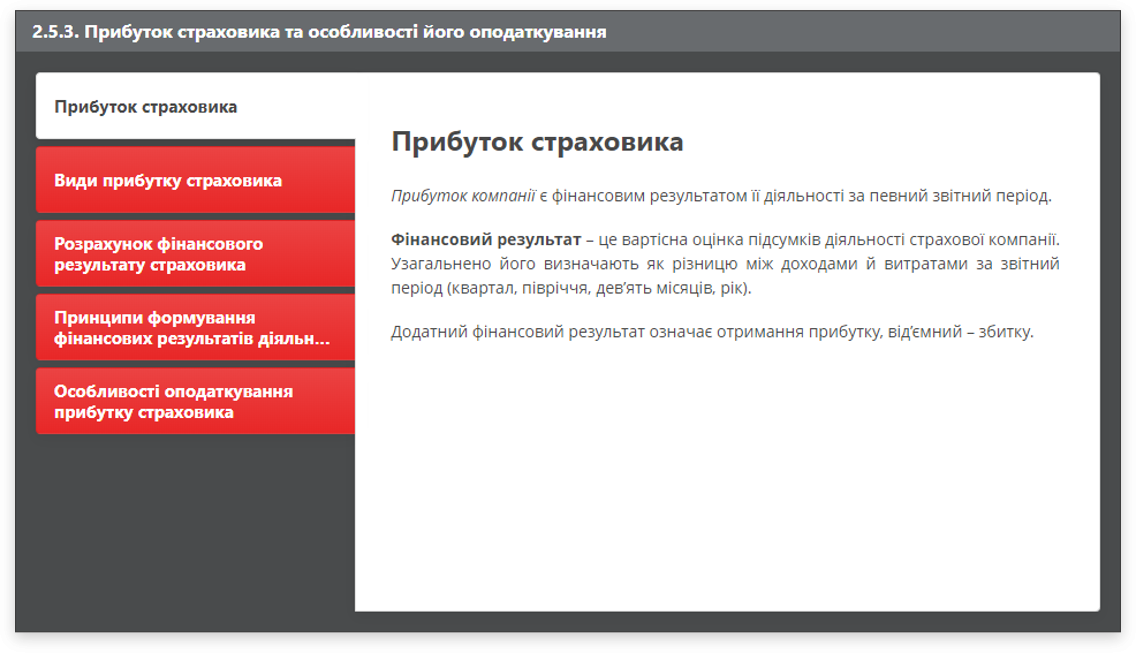 2.5.3. Прибуток страховика та особливості його оподаткування
Прибуток страховика
Види прибутку страховика
Розрахунок фінансового
результату страховика
Принципи формування
фінансових результатів діяльн...
Особливості оподаткування
прибутку страховика
Прибуток страховика
Прибуток компанії є фінансовим результатом її діяльності за певний звітний період.
Фінансовий результат – це вартісна оцінка підсумків діяльності страхової компанії.
Узагальнено його визначають як різницю між доходами й витратами за звітний
період (квартал, півріччя, дев’ять місяців, рік).
Додатний фінансовий результат означає отримання прибутку, від’ємний – збитку.